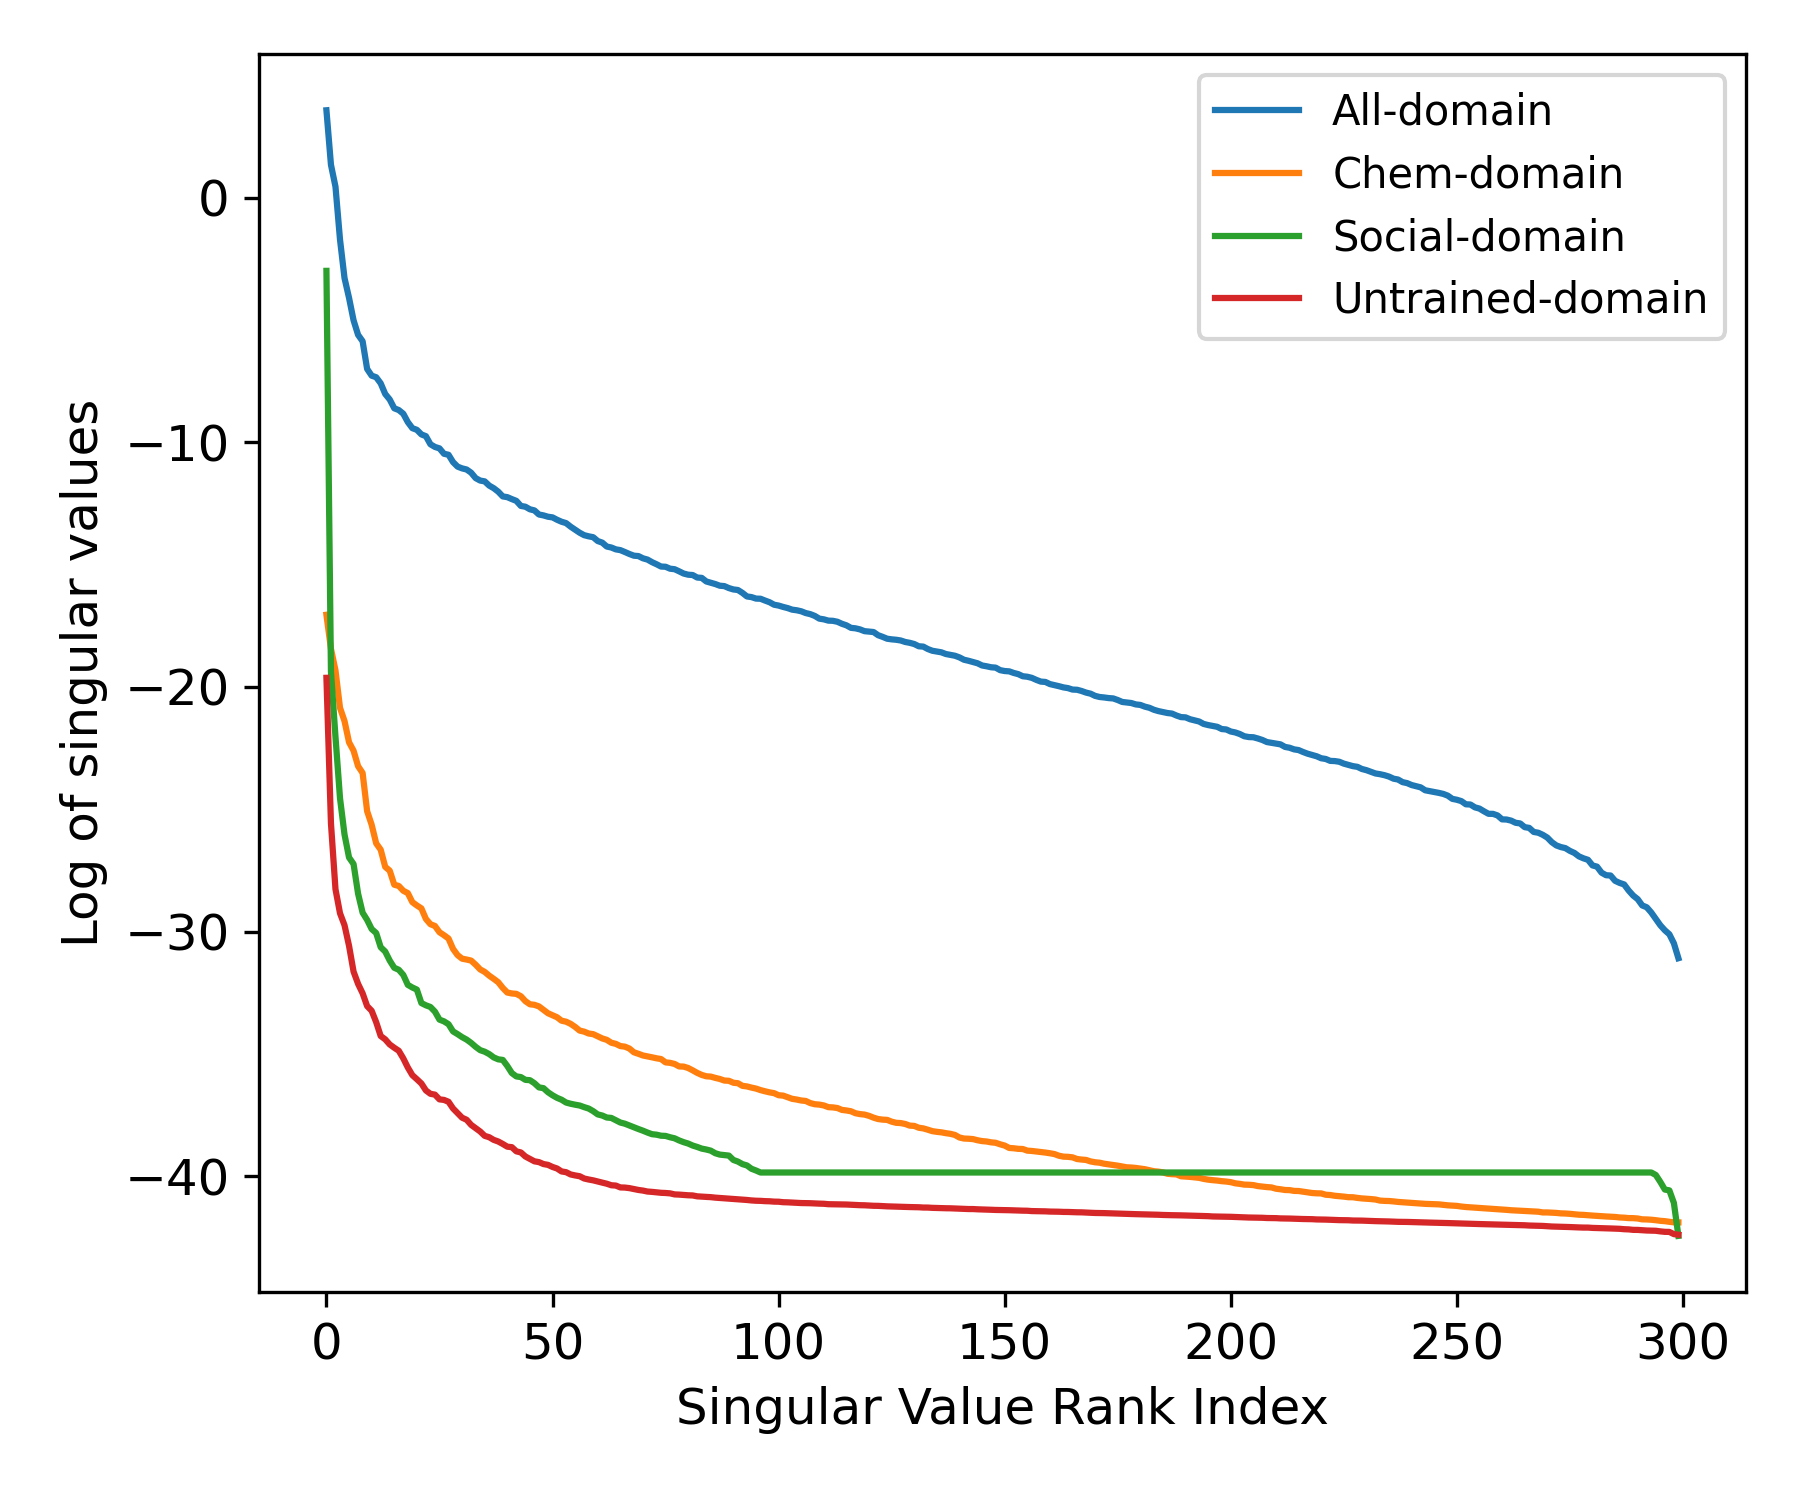 All-domain
Chem-domain
Social-domain
Untrained-domain
Log of singular values
0
−10
−20
−30
−40
0 50 100 150 200 250 300
Singular Value Rank Index